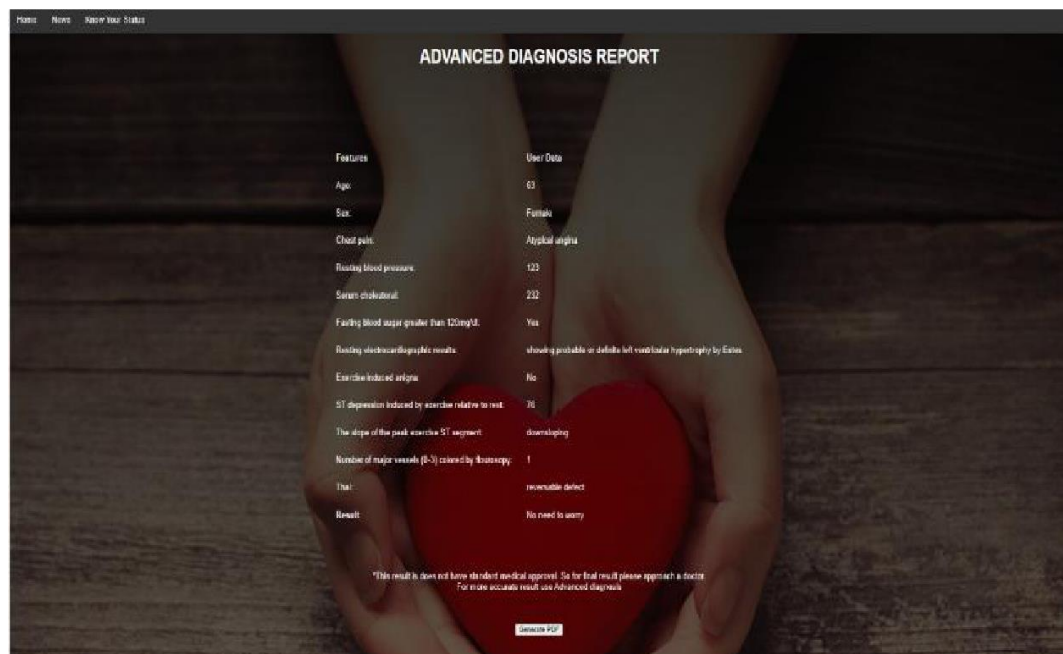 Home News Know Your Status
ADVANCED DIAGNOSIS REPORT
Features User Data
Age: 63
Sex: Female
Chest pain: Atypical angina
Resting blood pressure: 123
Serum cholestoral: 232
Fasting blood sugar greater than 120mg/dl: Yes
Resting electrocardiographic results: showing probable or definite left ventricular hypertrophy by Estes
Exercise induced anigna No
ST depression induced by exercise relative to rest: 76
The slope of the peak exercise ST segment: downsloping
Number of major vessels (0-3) colored by flourosopy: 1
Thal: reversable defect
Result: No need to worry
*This result is does not have standard medical approval. So for final result please approach a doctor.
For more accurate result use Advanced diagnosis
Generate PDF